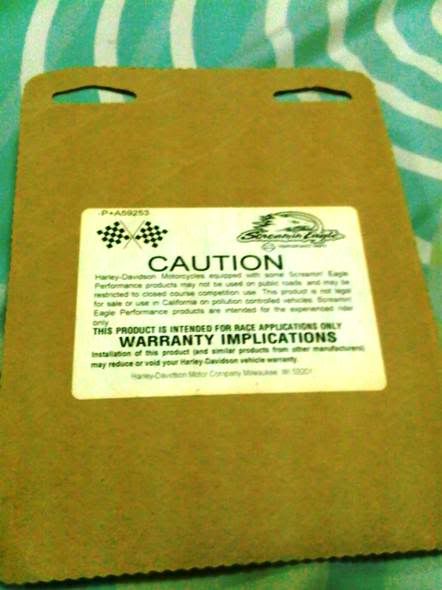 P+A59253
Screamin' Eagle
PERFORMANCE PARTS
CAUTION
Harley-Davidson Motorcycles equipped with some Screamin' Eagle
Performance products may not be used on public roads and may be
restricted to closed course competition use. This product is not legal
for sale or use in California on pollution controlled vehicles. Screamin'
Eagle Performance products are intended for the experienced rider
only
THIS PRODUCT IS INTENDED FOR RACE APPLICATIONS ONLY
WARRANTY IMPLICATIONS
Installation of this product (and similar products from other manufacturers)
may reduce or void your Harley-Davidson vehicle warranty.
Harley-Davidson Motor Company Milwaukee WI 53201